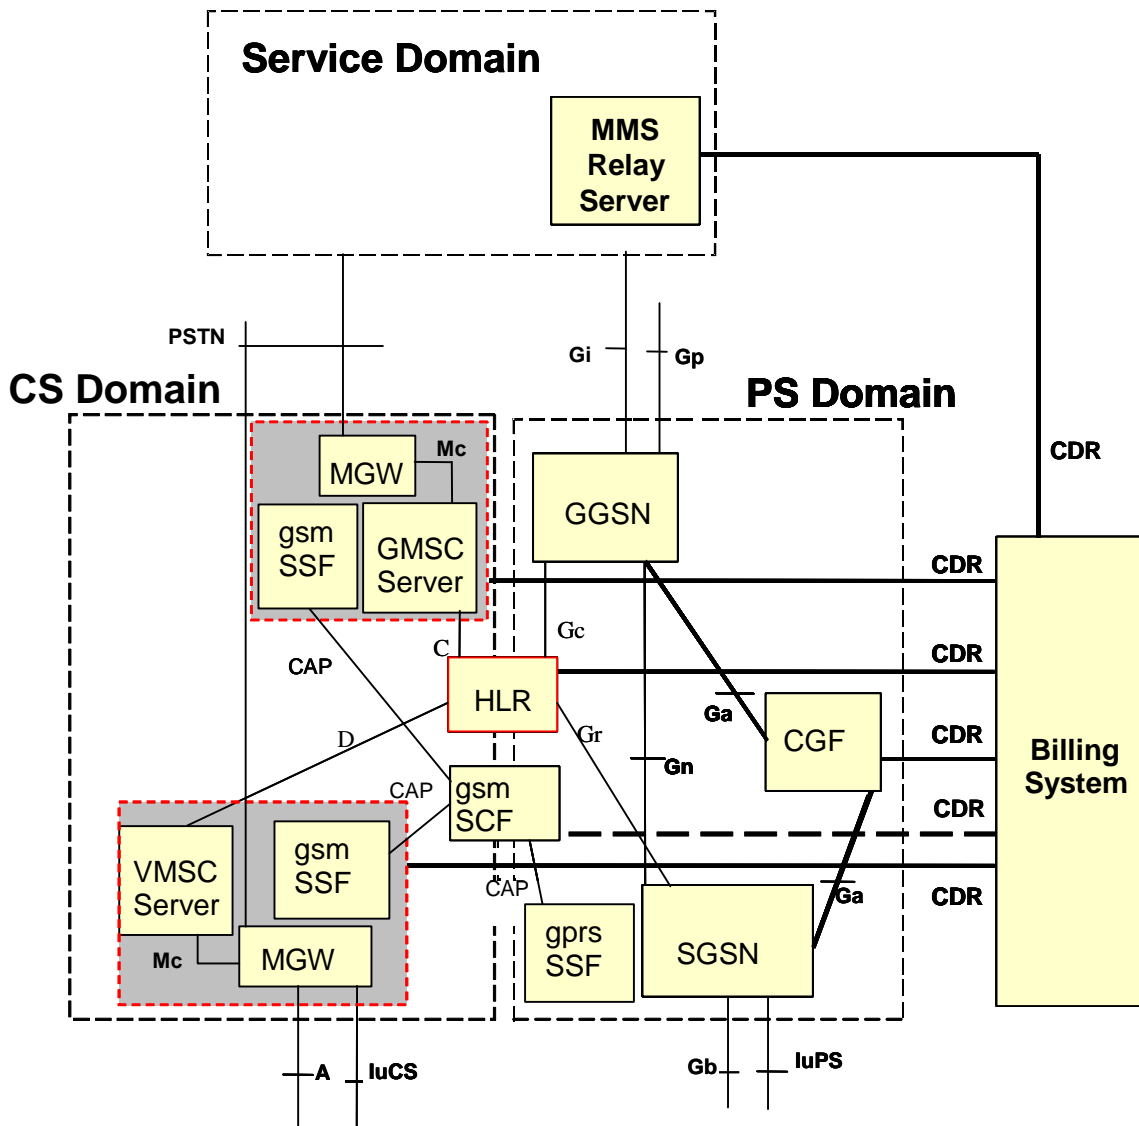 Service Domain
MMS
Relay
Server
PSTN
Gi
Gp
CS Domain
PS Domain
CDR
MGW
Mc
gsm
SSF
GMSC
Server
GGSN
CDR
CAP
C
Gc
HLR
CDR
D
Gr
Ga
CGF
CDR
Billing
System
Gn
CAP
gsm
SCF
CDR
VMSC
Server
gsm
SSF
CAP
Ga
CDR
Mc
MGW
gprs
SSF
SGSN
A
IuCS
Gb
IuPS